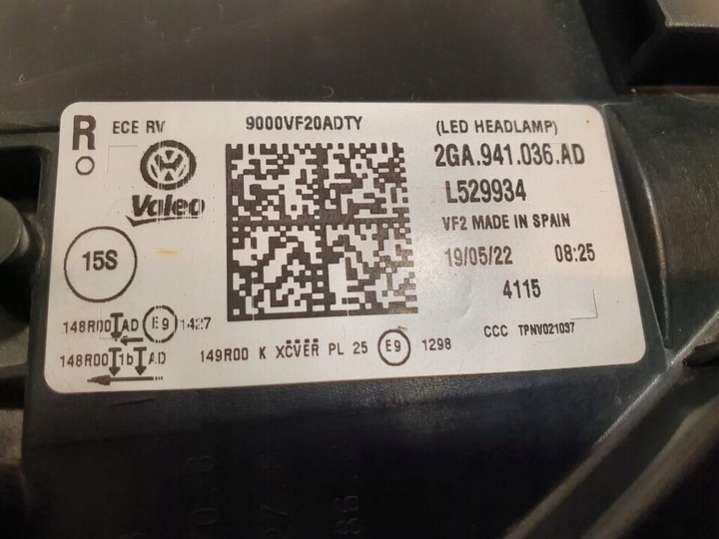 R
ECE RV
9000VF20ADTY
(LED HEADLAMP)
2GA.941.036.AD
Valeo
L529934
VF2 MADE IN SPAIN
15S
19/05/22 08:25
4115
148R00 AD E9 1427
CCC TPNV021037
148R00 1b AD
149R00 K XCVER PL 25 E9 1298